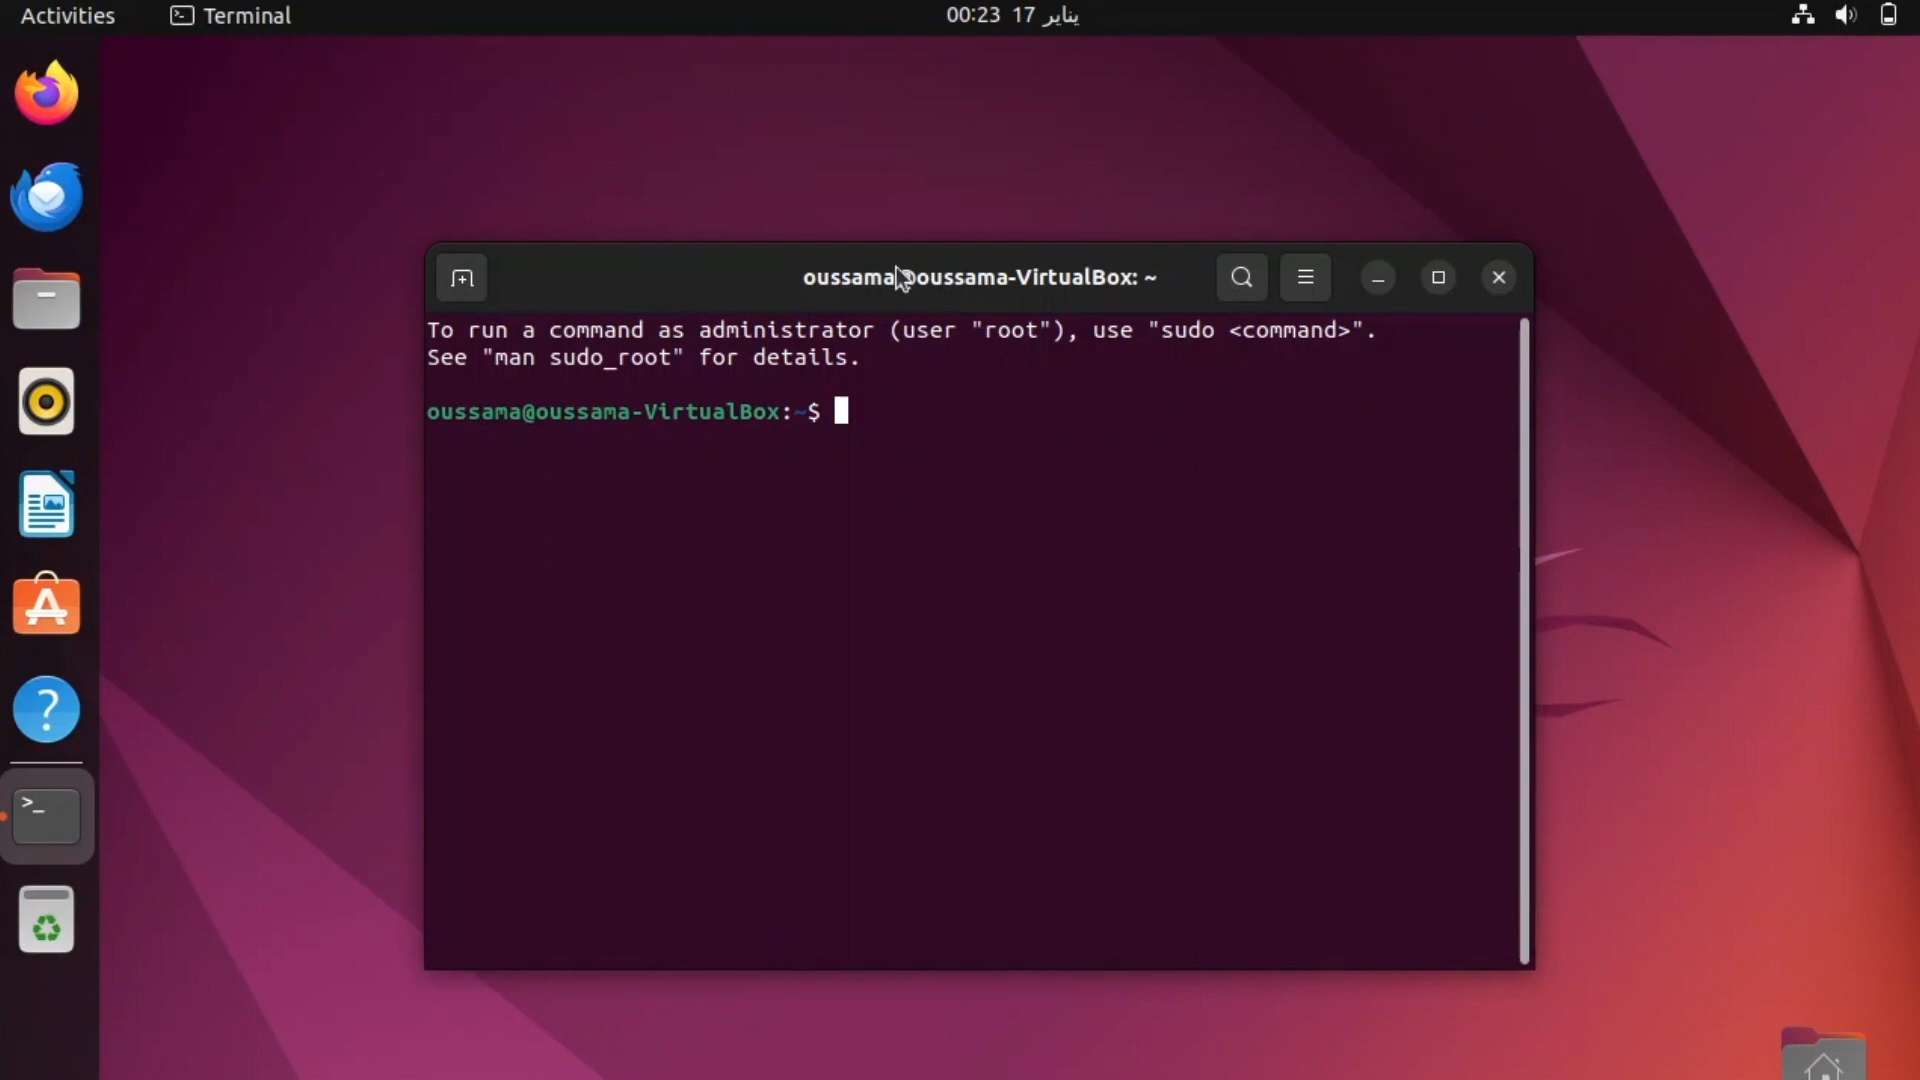 Activities
Terminal
00:23 17 يناير
oussama@oussama-VirtualBox: ~
To run a command as administrator (user "root"), use "sudo <command>".
See "man sudo_root" for details.
oussama@oussama-VirtualBox:~$